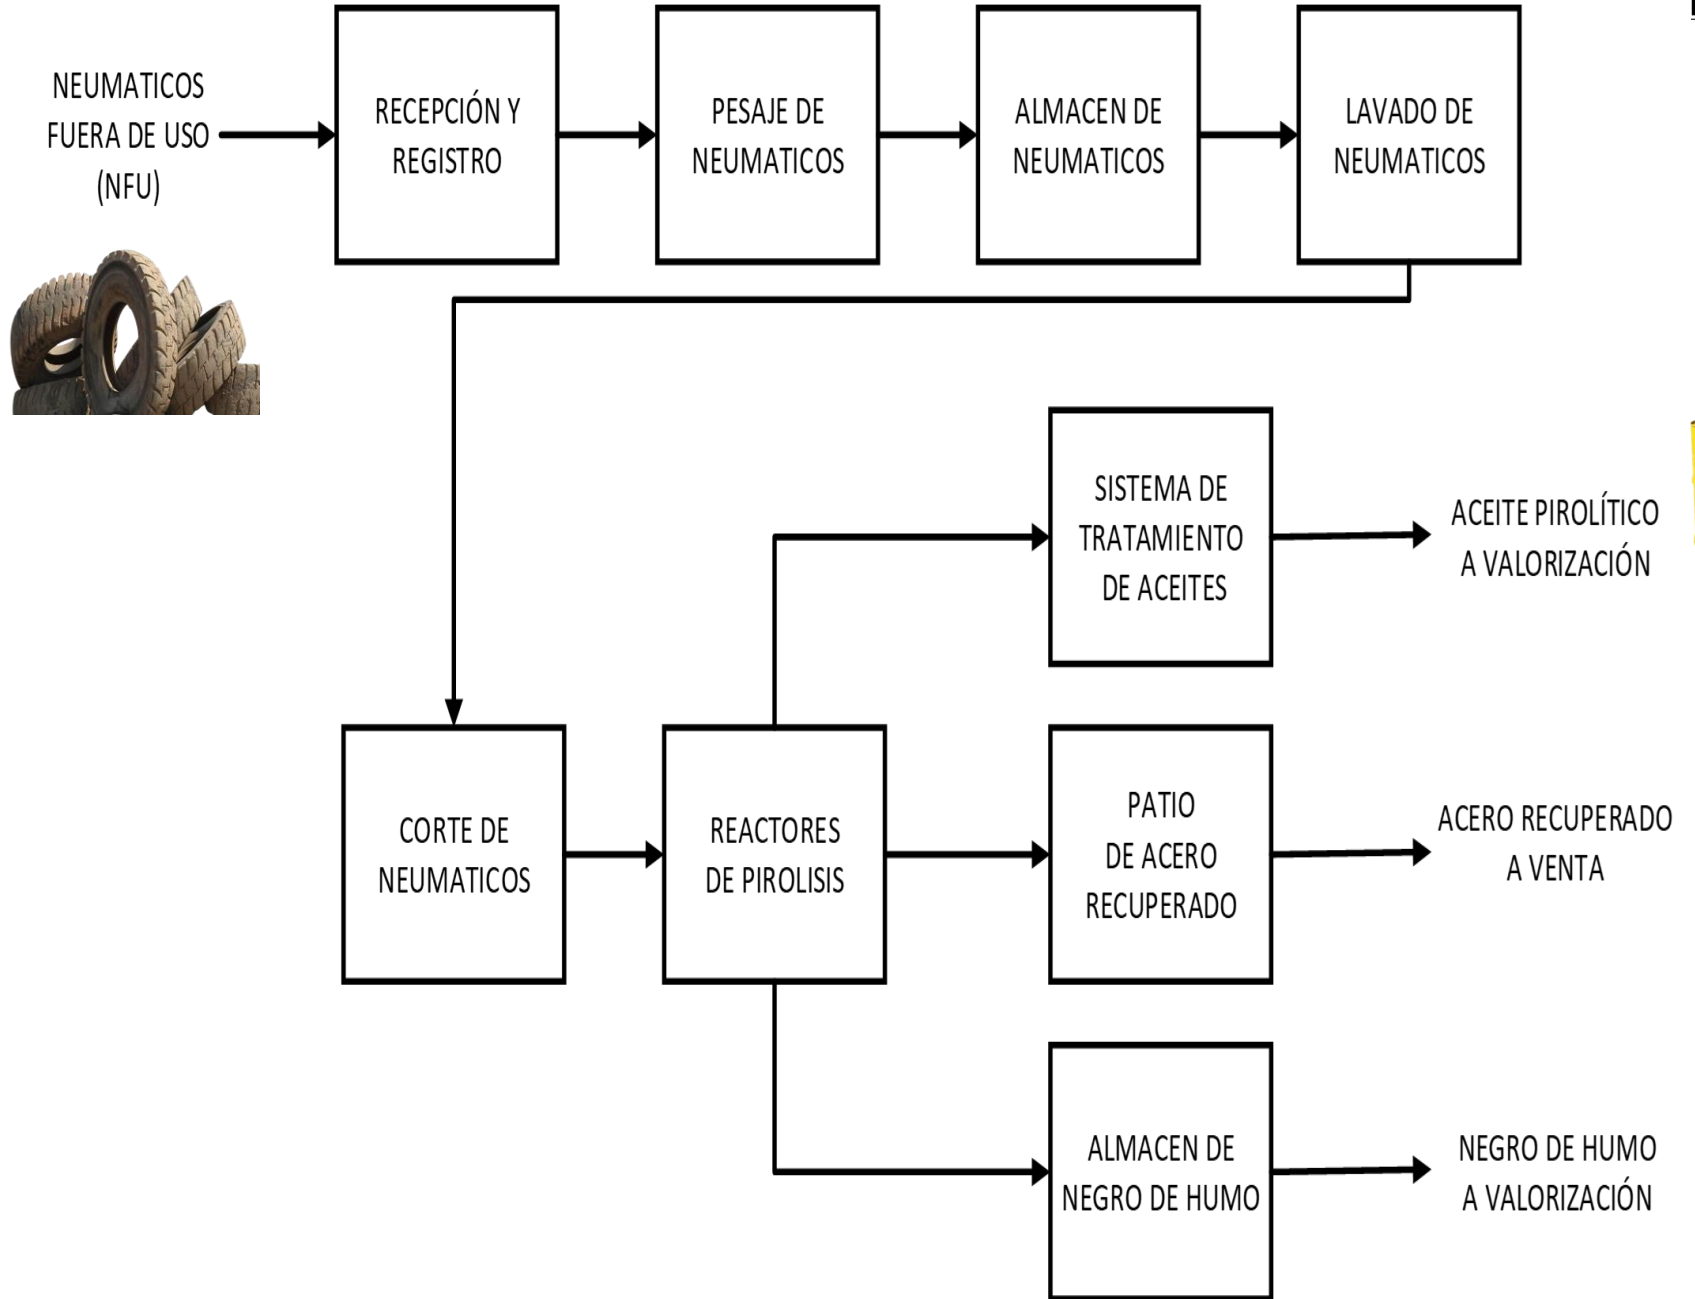 NEUMATICOS
FUERA DE USO
(NFU)
RECEPCIÓN Y
REGISTRO
PESAJE DE
NEUMATICOS
ALMACEN DE
NEUMATICOS
LAVADO DE
NEUMATICOS
SISTEMA DE
TRATAMIENTO
DE ACEITES
ACEITE PIROLÍTICO
A VALORIZACIÓN
CORTE DE
NEUMATICOS
REACTORES
DE PIROLISIS
PATIO
DE ACERO
RECUPERADO
ACERO RECUPERADO
A VENTA
ALMACEN DE
NEGRO DE HUMO
NEGRO DE HUMO
A VALORIZACIÓN